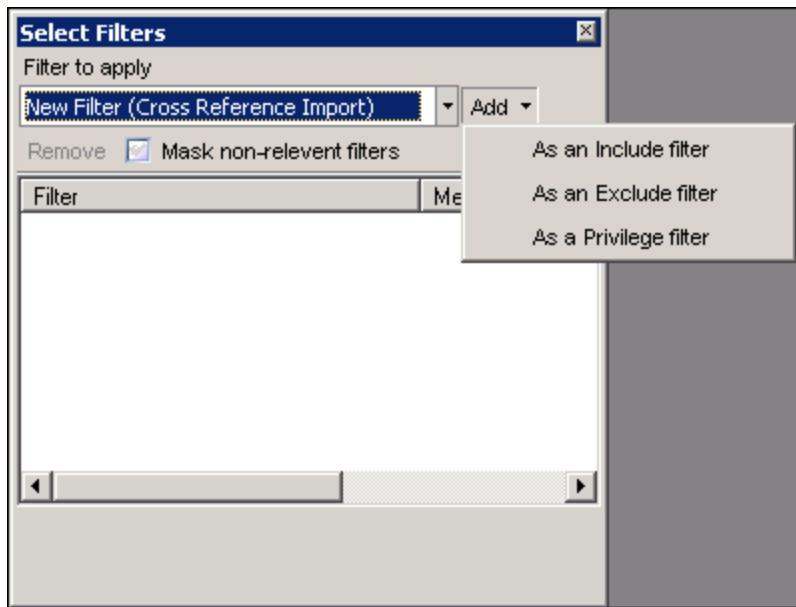 Select Filters
Filter to apply
New Filter (Cross Reference Import) Add
Remove Mask non-relevent filters
As an Include filter
As an Exclude filter
As a Privilege filter
Filter Me